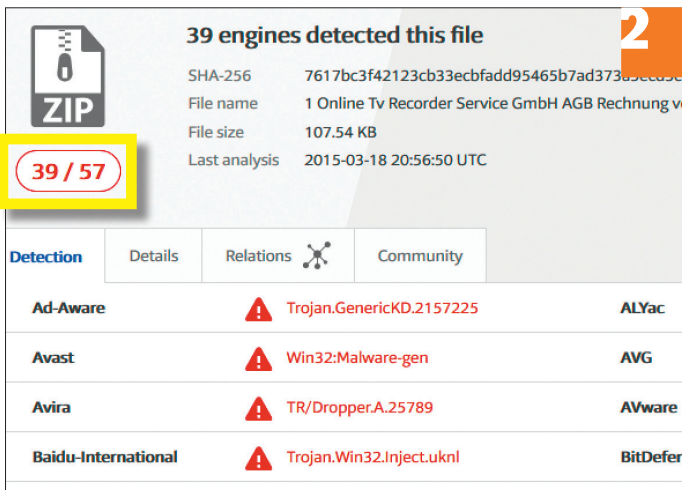 39 engines detected this file
2
SHA-256 7617bc3f42123cb33ecbfadd95465b7ad373
File name 1 Online Tv Recorder Service GmbH AGB Rechnung
File size 107.54 KB
Last analysis 2015-03-18 20:56:50 UTC
ZIP
39 / 57
Detection Details Relations Community
Ad-Aware Trojan.GenericKD.2157225 ALYac
Avast Win32:Malware-gen AVG
Avira TR/Dropper.A.25789 AVware
Baidu-International Trojan.Win32.Inject.uknl BitDefen